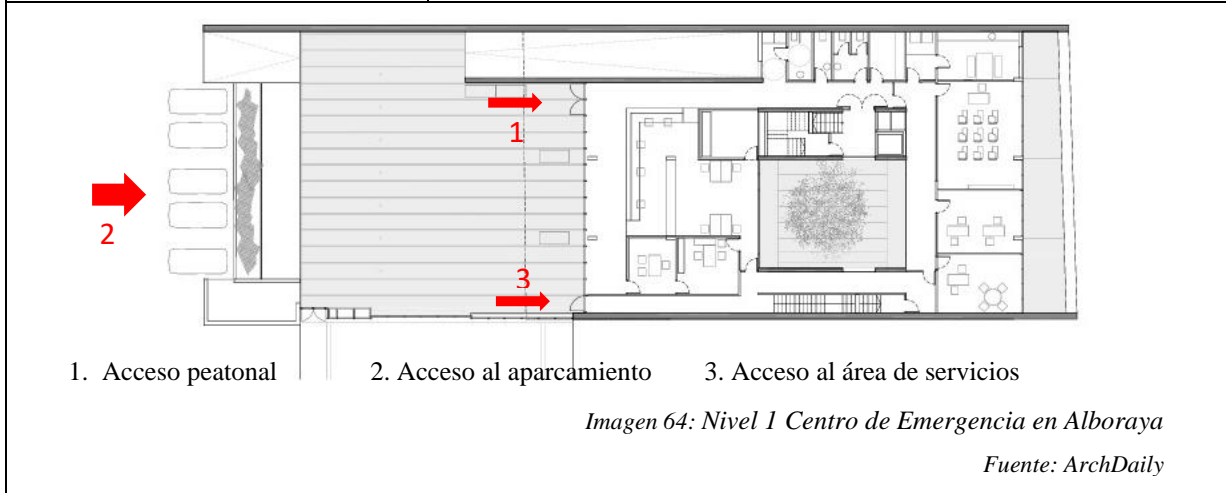 1
2
3
1. Acceso peatonal 2. Acceso al aparcamiento 3. Acceso al área de servicios
Imagen 64: Nivel 1 Centro de Emergencia en Alboraya
Fuente: ArchDaily